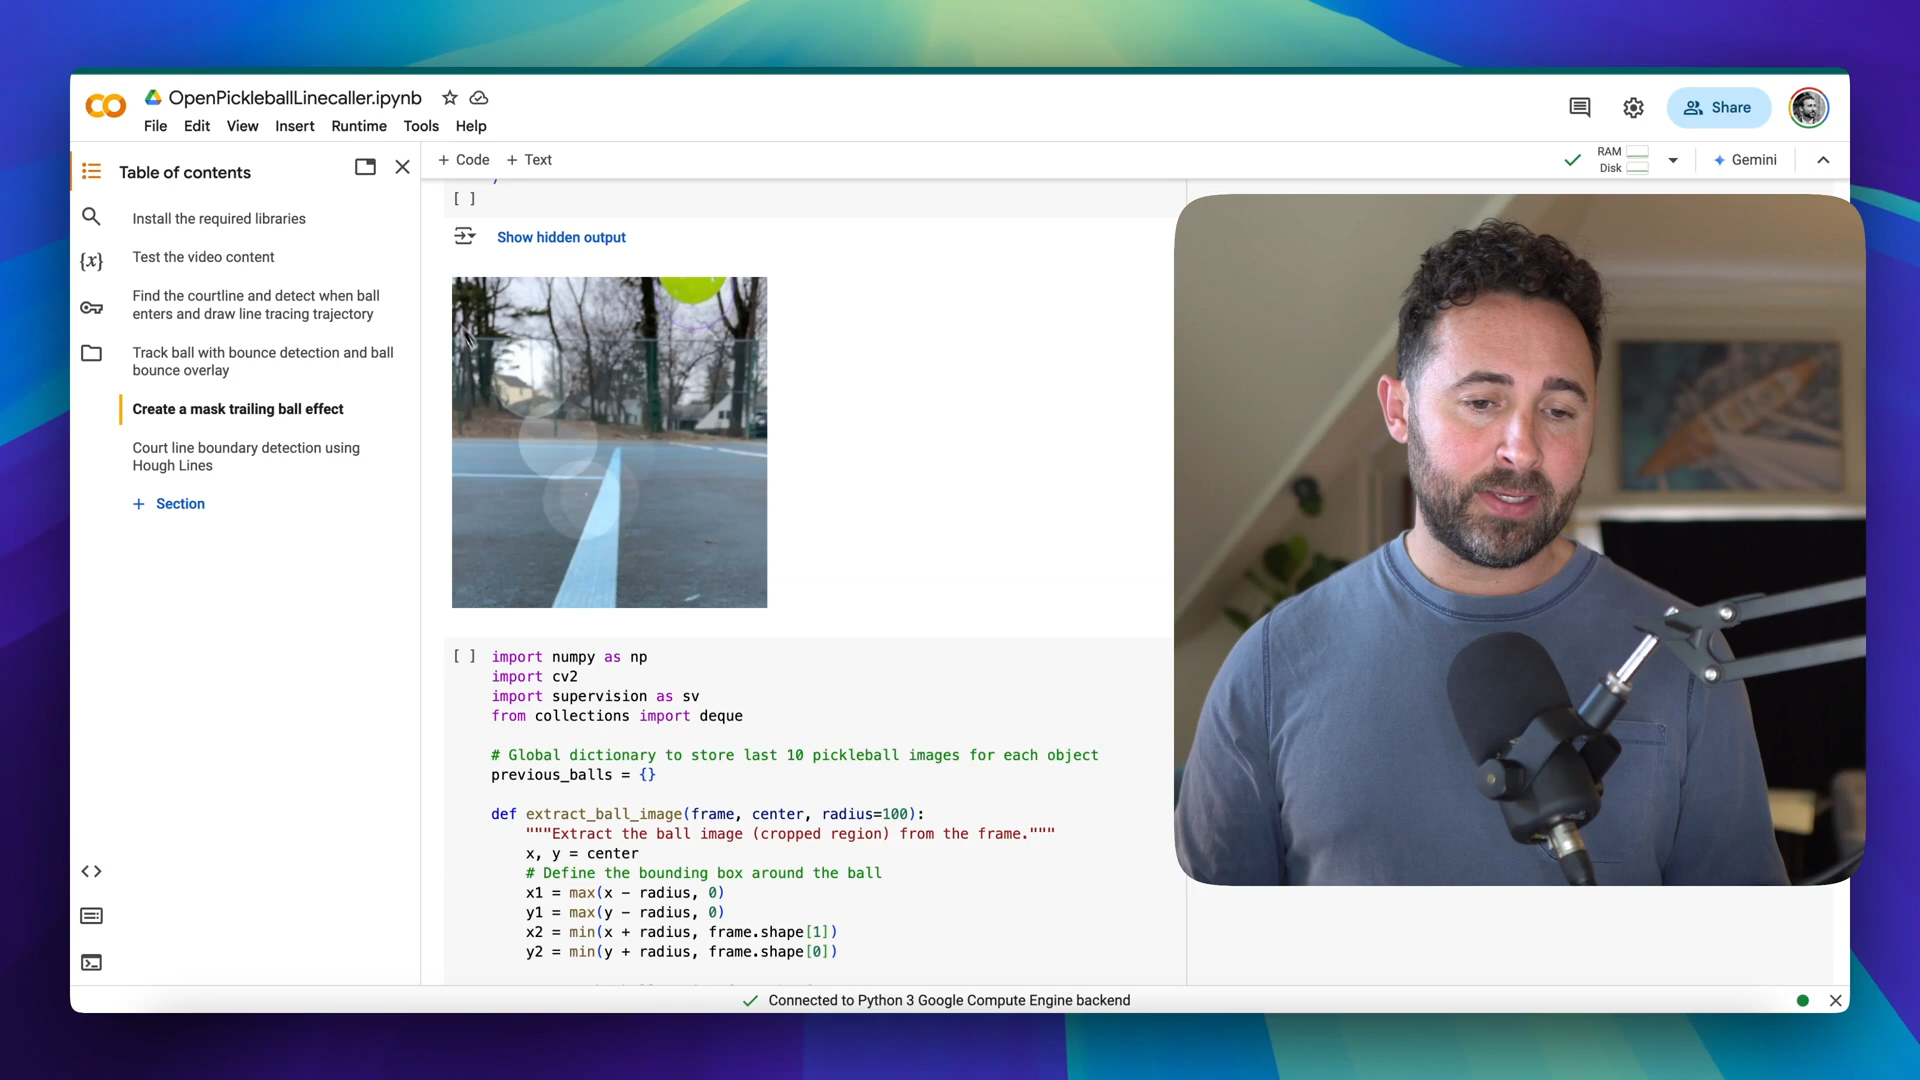 OpenPickleballLinecaller.ipynb
File Edit View Insert Runtime Tools Help
Share
Table of contents
+ Code + Text
RAM
Disk
Gemini
Install the required libraries
Test the video content
Find the courtline and detect when ball
enters and draw line tracing trajectory
Track ball with bounce detection and ball
bounce overlay
Create a mask trailing ball effect
Court line boundary detection using
Hough Lines
+ Section
[ ]
Show hidden output
[ ] import numpy as np
import cv2
import supervision as sv
from collections import deque
# Global dictionary to store last 10 pickleball images for each object
previous_balls = {}
def extract_ball_image(frame, center, radius=100):
"""Extract the ball image (cropped region) from the frame."""
x, y = center
# Define the bounding box around the ball
x1 = max(x - radius, 0)
y1 = max(y - radius, 0)
x2 = min(x + radius, frame.shape[1])
y2 = min(y + radius, frame.shape[0])
Connected to Python 3 Google Compute Engine backend